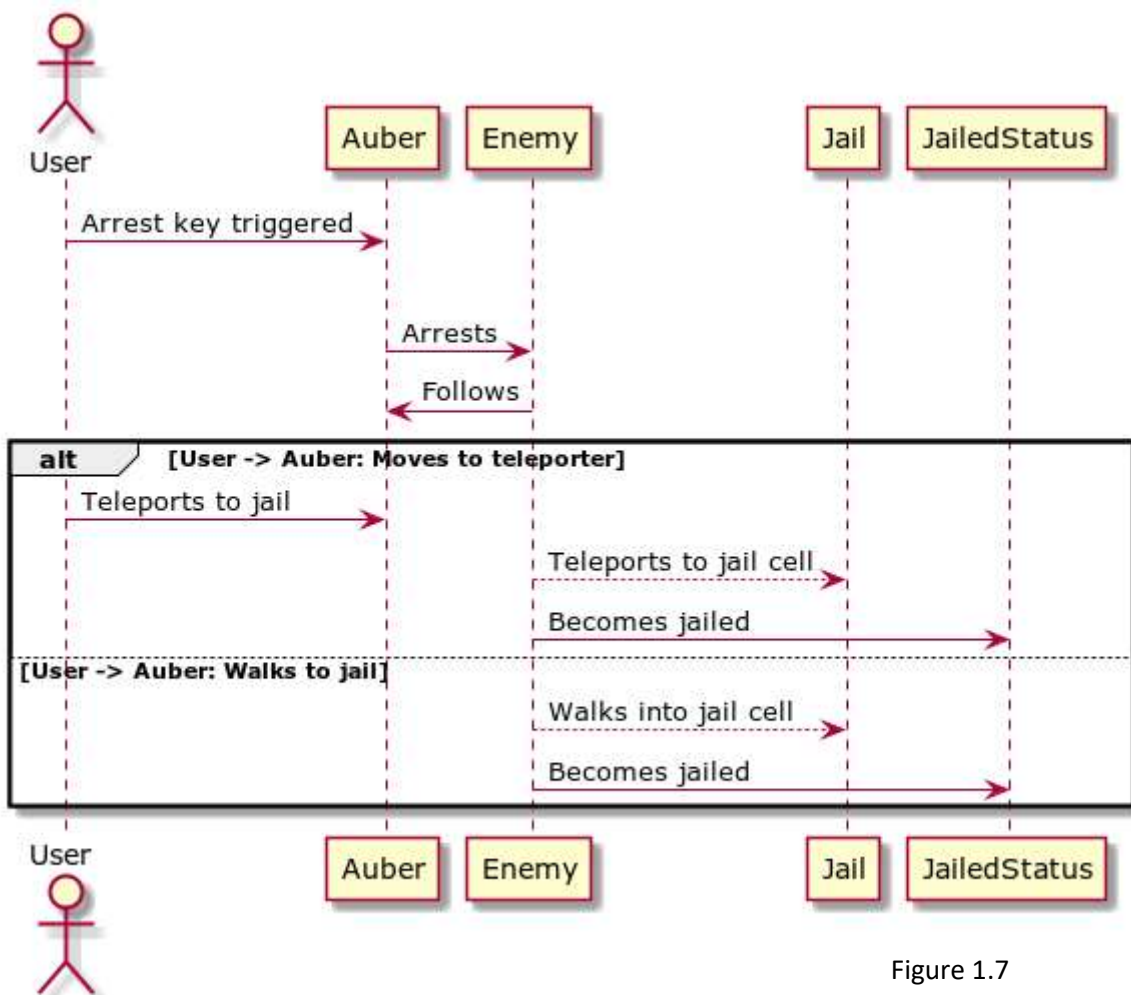 User
Auber
Enemy
Jail
JailedStatus
Arrest key triggered
Arrests
Follows
alt
[User -> Auber: Moves to teleporter]
Teleports to jail
Teleports to jail cell
Becomes jailed
[User -> Auber: Walks to jail]
Walks into jail cell
Becomes jailed
User
Auber
Enemy
Jail
JailedStatus
Figure 1.7